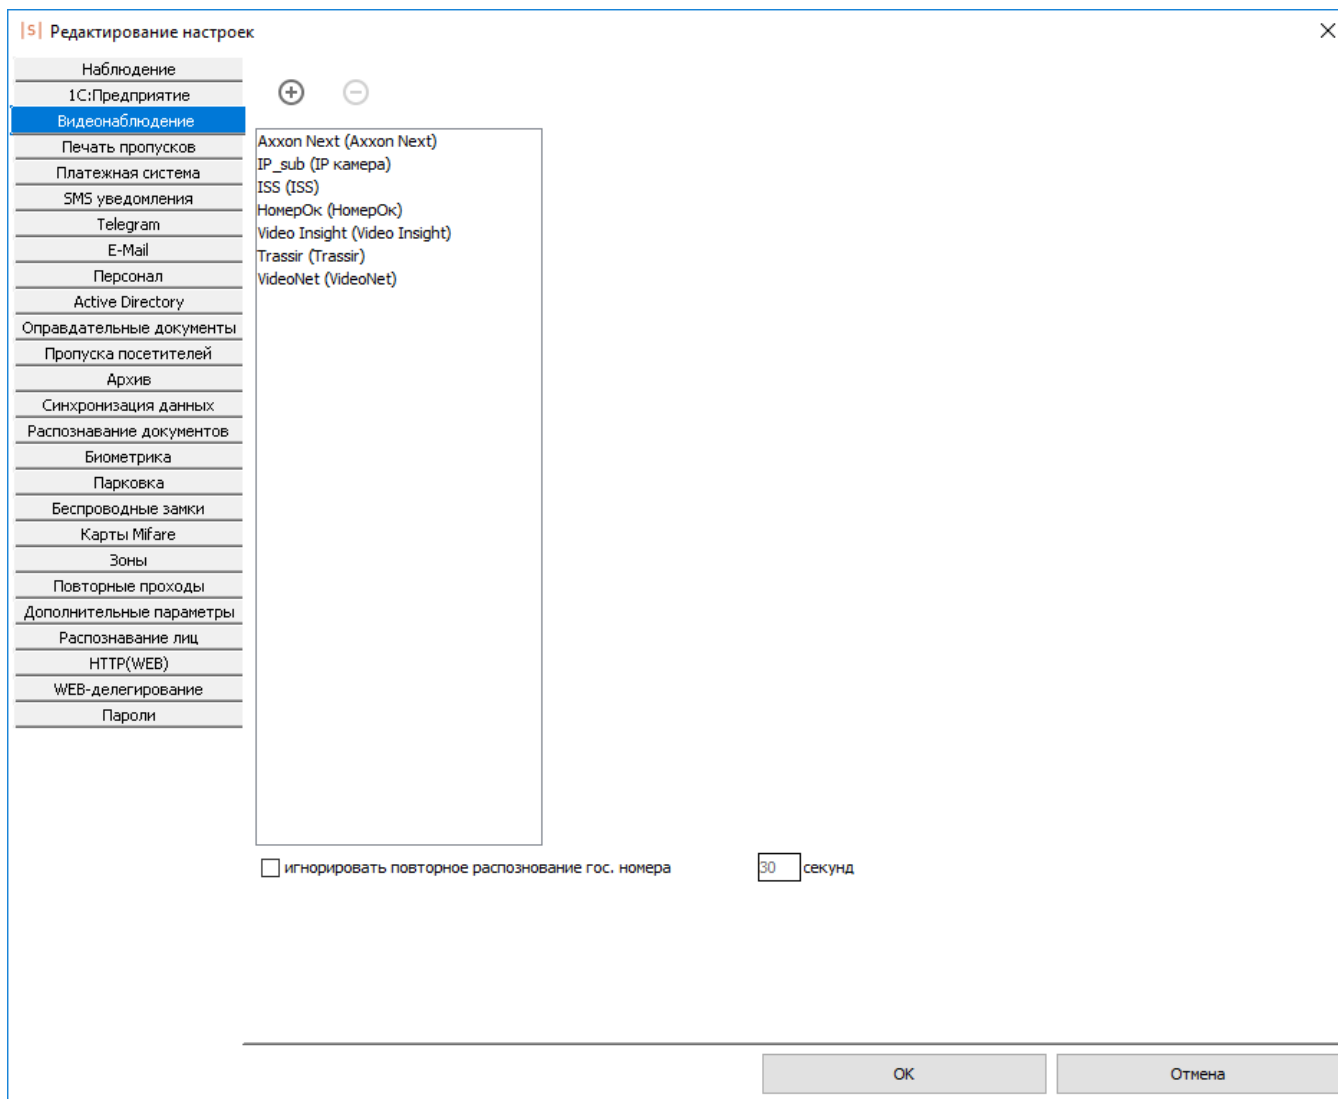 |S| Редактирование настроек
Наблюдение
1С:Предприятие
Видеонаблюдение
Печать пропусков
Платежная система
SMS уведомления
Telegram
E-Mail
Персонал
Active Directory
Оправдательные документы
Пропуска посетителей
Архив
Синхронизация данных
Распознавание документов
Биометрика
Парковка
Беспроводные замки
Карты Mifare
Зоны
Повторные проходы
Дополнительные параметры
Распознавание лиц
HTTP(WEB)
WEB-делегирование
Пароли
Axxon Next (Axxon Next)
IP_sub (IP камера)
ISS (ISS)
НомерОк (НомерОк)
Video Insight (Video Insight)
Trassir (Trassir)
VideoNet (VideoNet)
игнорировать повторное распознование гос. номера 30 секунд
OK Отмена